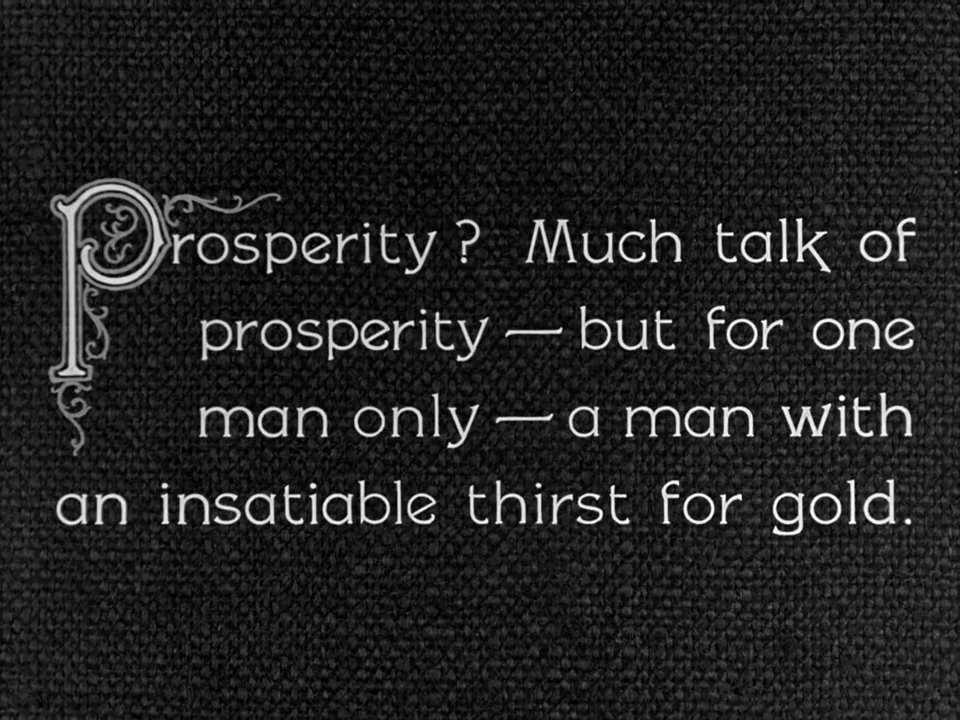 Prosperity? Much talk of
prosperity — but for one
man only — a man with
an insatiable thirst for gold.